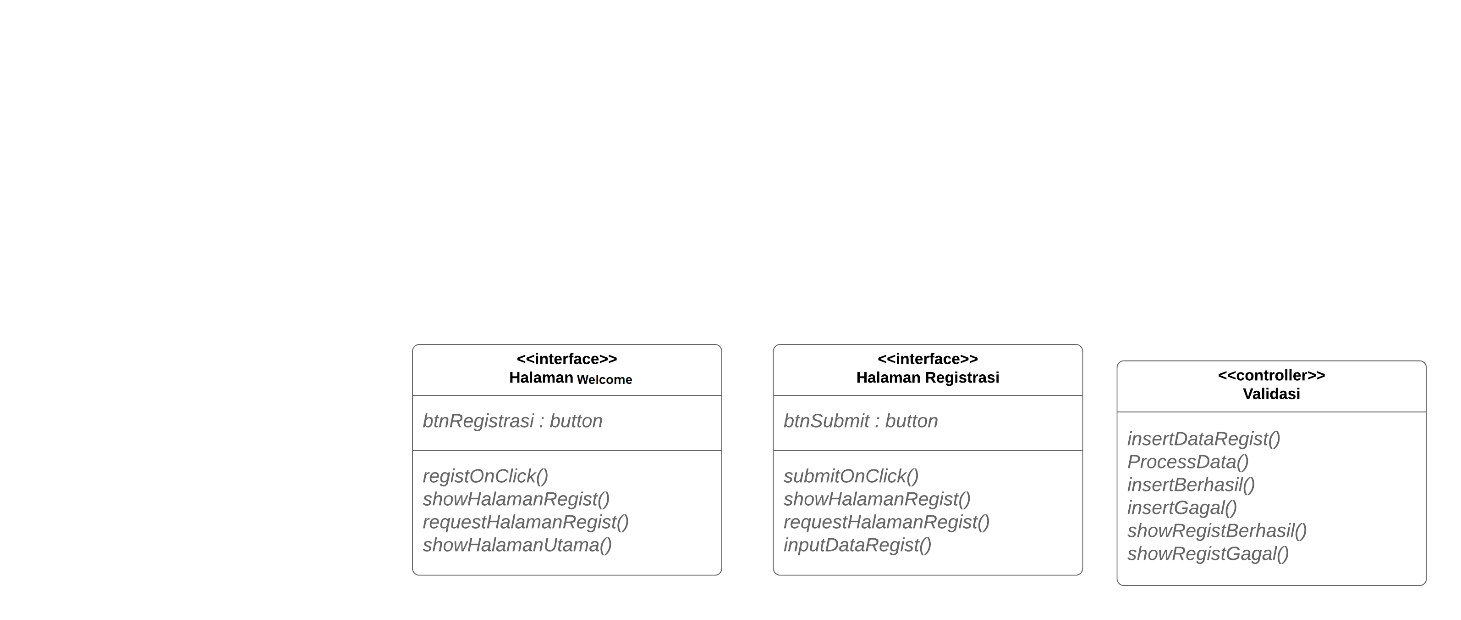 <<interface>>
Halaman Welcome
btnRegistrasi : button
registOnClick()
showHalamanRegist()
requestHalamanRegist()
showHalamanUtama()
<<interface>>
Halaman Registrasi
btnSubmit : button
submitOnClick()
showHalamanRegist()
requestHalamanRegist()
inputDataRegist()
<<controller>>
Validasi
insertDataRegist()
ProcessData()
insertBerhasil()
insertGagal()
showRegistBerhasil()
showRegistGagal()